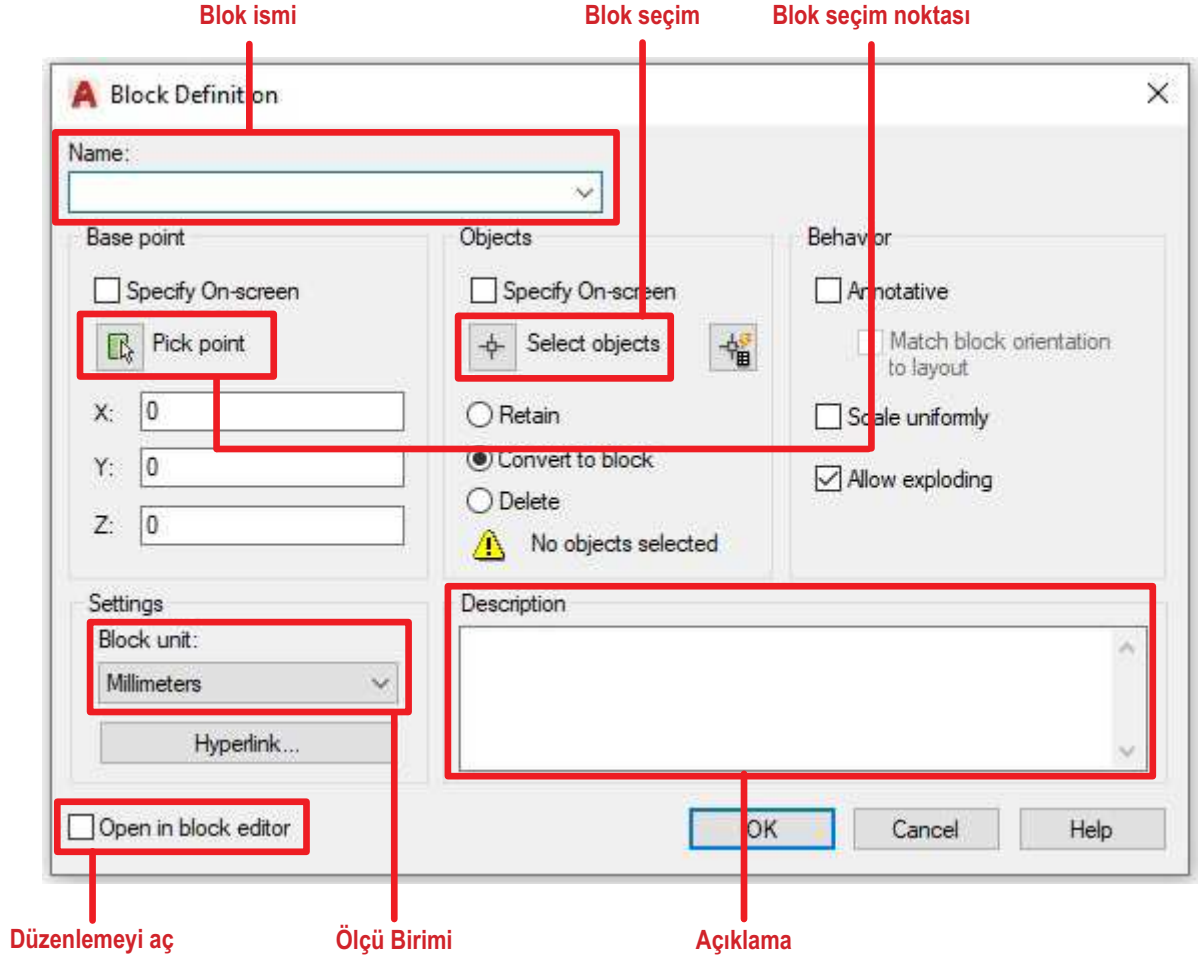 Blok ismi
Blok seçim
Blok seçim noktası
A Block Definition
Name:
Base point
Specify On-screen
Pick point
X: 0
Y: 0
Z: 0
Objects
Specify On-screen
Select objects
Retain
Convert to block
Delete
No objects selected
Behavior
Annotative
Match block orientation
to layout
Scale uniformly
Allow exploding
Settings
Block unit:
Millimeters
Hyperlink...
Description
Open in block editor
OK
Cancel
Help
Düzenlemeyi aç
Ölçü Birimi
Açıklama